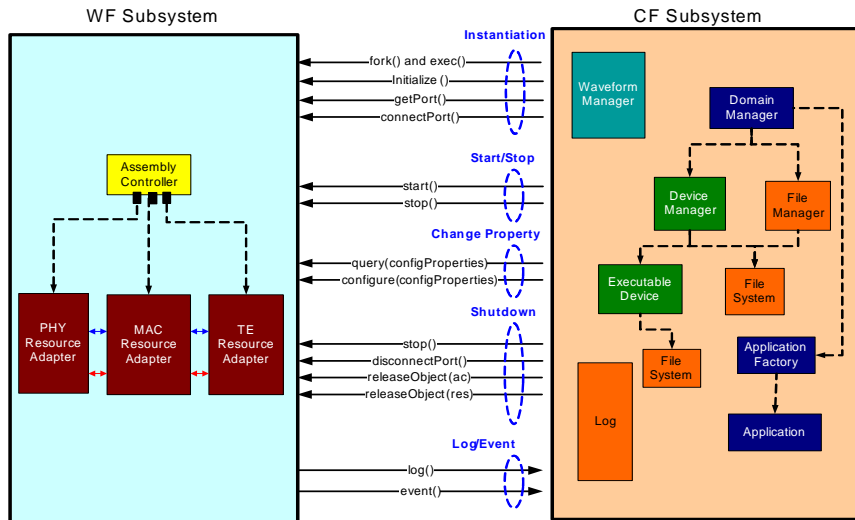 WF Subsystem
CF Subsystem
Instantiation
fork() and exec()
Initialize ()
getPort()
connectPort()
Start/Stop
start()
stop()
Change Property
query(configProperties)
configure(configProperties)
Shutdown
stop()
disconnectPort()
releaseObject(ac)
releaseObject(res)
Log/Event
log()
event()
Assembly
Controller
PHY
Resource
Adapter
MAC
Resource
Adapter
TE
Resource
Adapter
Waveform
Manager
Domain
Manager
Device
Manager
File
Manager
Executable
Device
File
System
File
System
Application
Factory
Log
Application